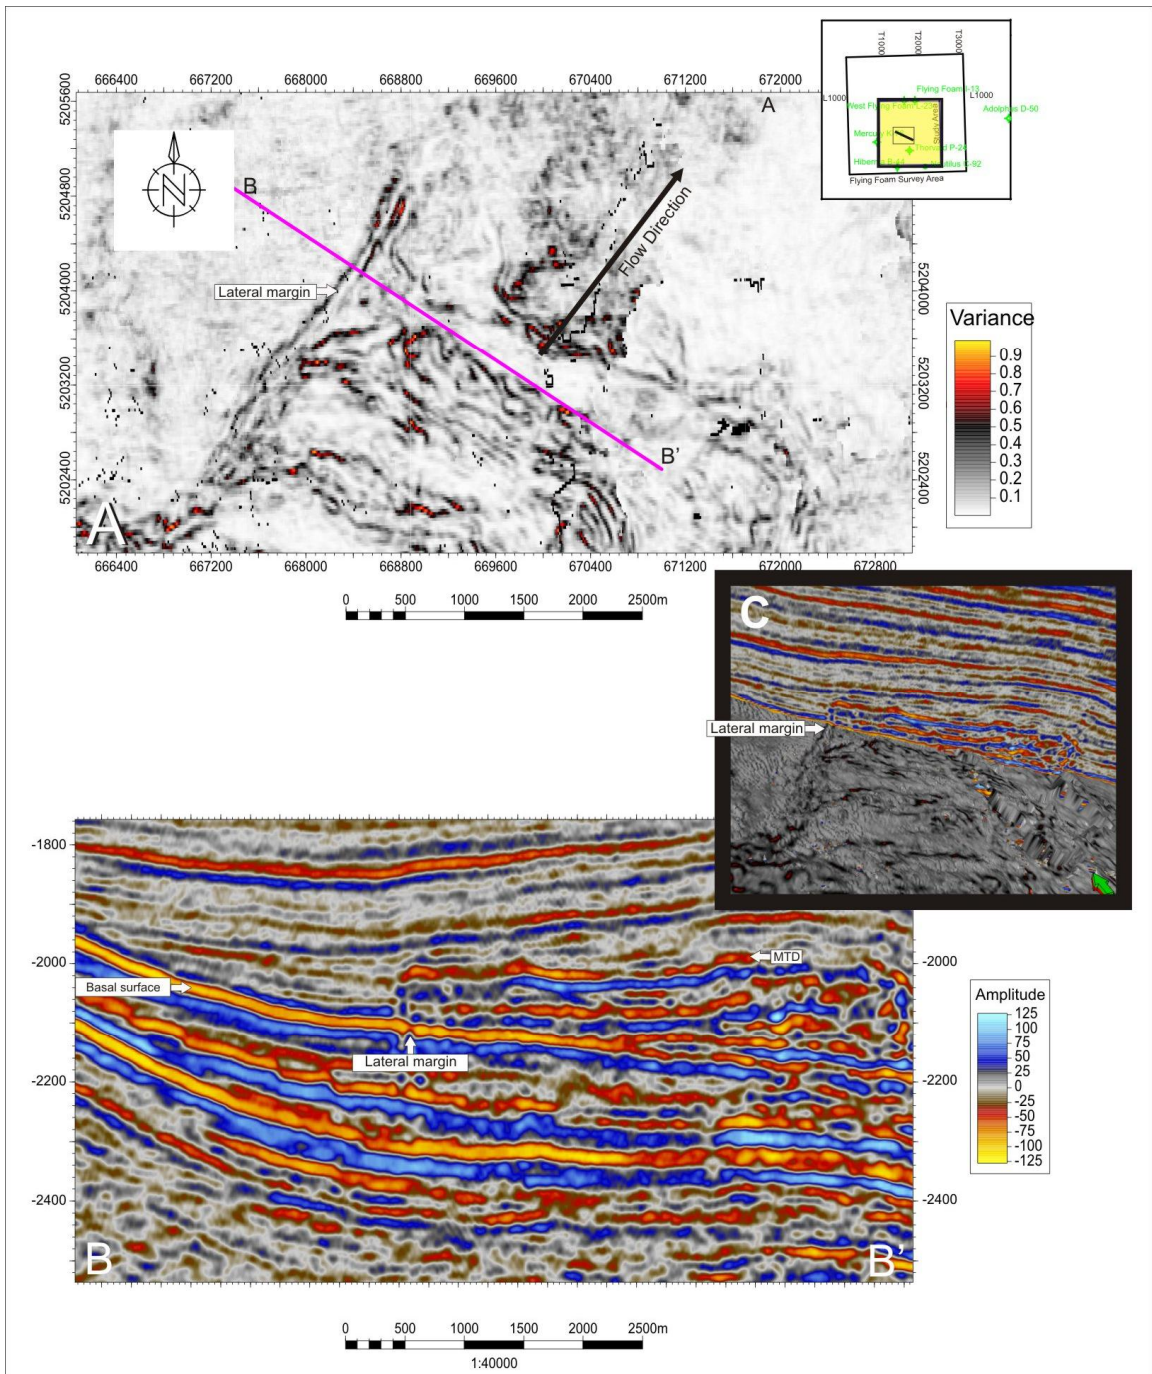 666400 667200 668000 668800 669600 670400 671200 672000
5205600
5204800
5204000
5203200
5202400
5204000
5203200
5202400
A
N
B
Lateral margin
Flow Direction
B'
A
666400 667200 668000 668800 669600 670400 671200 672000 672800
0 500 1000 1500 2000 2500m
T1000
T2000
T3000
L1000
L1000
Flying Foam I-13
West Flying Foam L-23
Adolphus D-50
Study Area
Flying Foam Survey Area
Variance
0.9
0.8
0.7
0.6
0.5
0.4
0.3
0.2
0.1
C
Lateral margin
-1800
-2000
-2200
-2400
-2000
-2200
-2400
MTD
Basal surface
Lateral margin
B
B'
Amplitude
125
100
75
50
25
0
-25
-50
-75
-100
-125
0 500 1000 1500 2000 2500m
1:40000